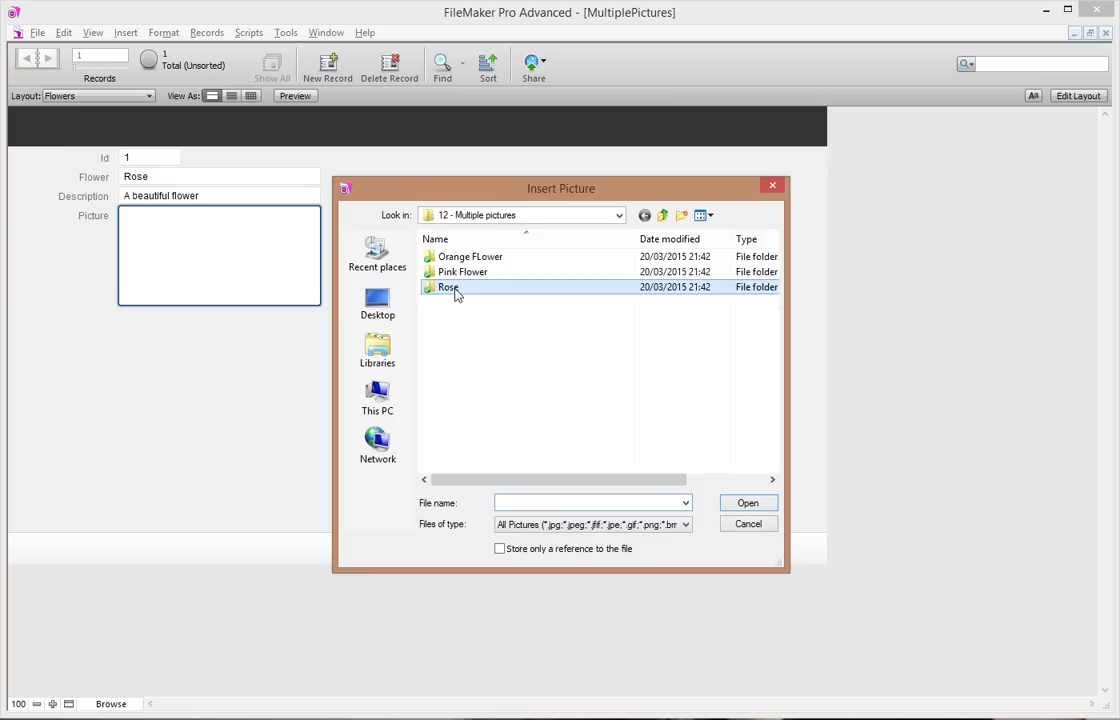 FileMaker Pro Advanced - [MultiplePictures]
File Edit View Insert Format Records Scripts Tools Window Help
1
1
Total (Unsorted)
Records
Show All
New Record
Delete Record
Find
Sort
Share
Layout: Flowers
View As:
Preview
Aa
Edit Layout
Id 1
Flower Rose
Description A beautiful flower
Picture
Insert Picture
Look in: 12 - Multiple pictures
Name Date modified Type
Orange FLower 20/03/2015 21:42 File folder
Pink Flower 20/03/2015 21:42 File folder
Rose 20/03/2015 21:42 File folder
Recent places
Desktop
Libraries
This PC
Network
File name:
Open
Files of type: All Pictures (*.jpg;*.jpeg;*.jfif;*.jpe;*.gif;*.png;*.bm
Cancel
Store only a reference to the file
100
Browse